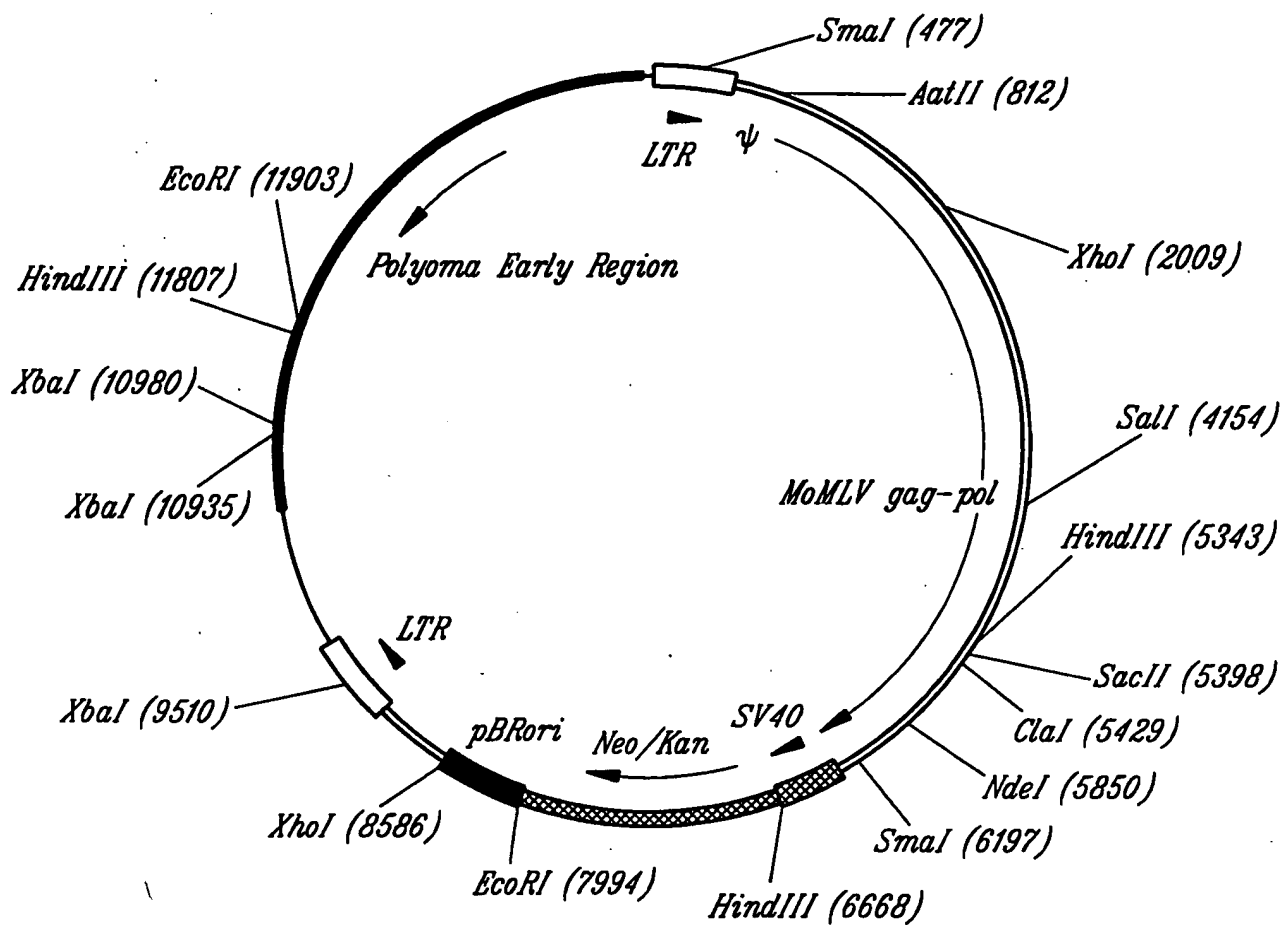 SmaI (477)
AatII (812)
LTR
ψ
EcoRI (11903)
XhoI (2009)
Polyoma Early Region
HindIII (11807)
XbaI (10980)
SalI (4154)
XbaI (10935)
MoMLV gag-pol
HindIII (5343)
LTR
SacII (5398)
XbaI (9510)
SV40
ClaI (5429)
pBRori
Neo/Kan
NdeI (5850)
XhoI (8586)
SmaI (6197)
EcoRI (7994)
HindIII (6668)